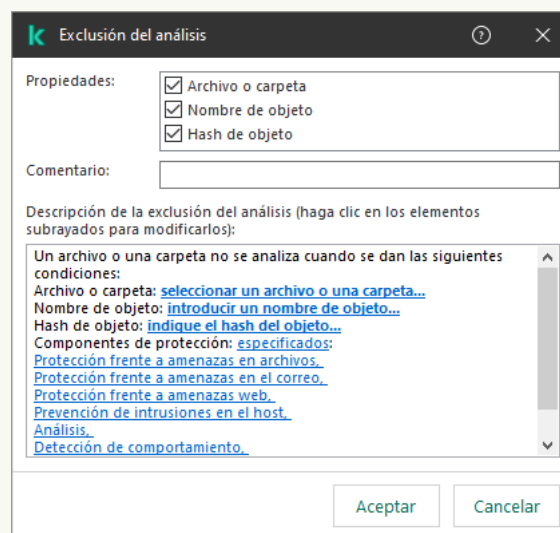 Exclusión del análisis
Propiedades:
Archivo o carpeta
Nombre de objeto
Hash de objeto
Comentario:
Descripción de la exclusión del análisis (haga clic en los elementos
subrayados para modificarlos):
Un archivo o una carpeta no se analiza cuando se dan las siguientes
condiciones:
Archivo o carpeta: seleccionar un archivo o una carpeta...
Nombre de objeto: introducir un nombre de objeto...
Hash de objeto: indique el hash del objeto...
Componentes de protección: especificados:
Protección frente a amenazas en archivos,
Protección frente a amenazas en el correo,
Protección frente a amenazas web,
Prevención de intrusiones en el host,
Análisis,
Detección de comportamiento,
Aceptar
Cancelar